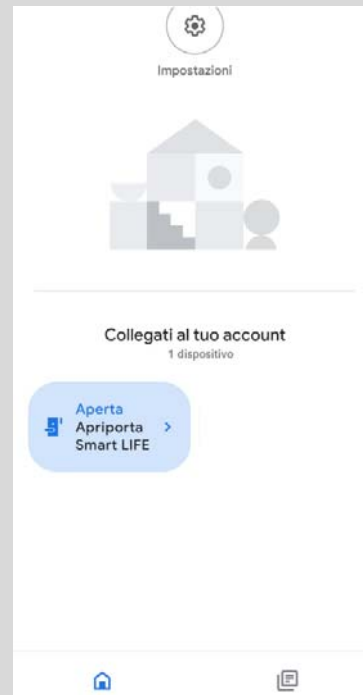 Impostazioni
Collegati al tuo account
1 dispositivo
Aperta
Apriporta
Smart LIFE